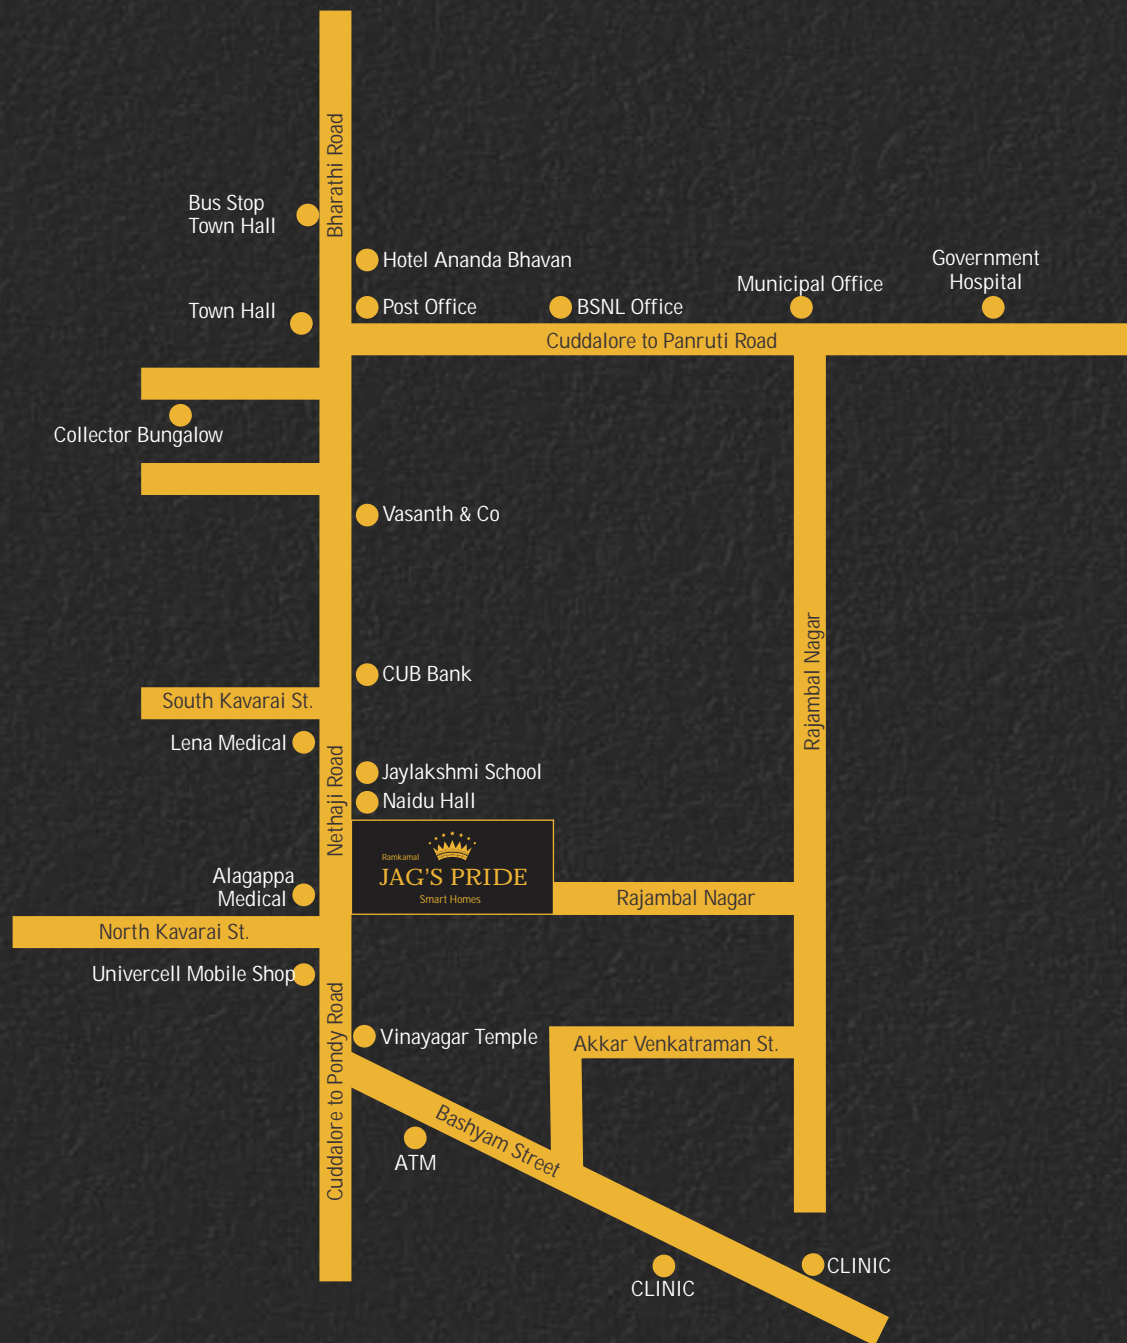 Bharathi Road
Bus Stop
Town Hall
Hotel Ananda Bhavan
Government
Hospital
Municipal Office
Town Hall
Post Office
BSNL Office
Cuddalore to Panruti Road
Collector Bungalow
Vasanth & Co
CUB Bank
South Kavarai St.
Rajambal Nagar
Lena Medical
Nethaji Road
Jaylakshmi School
Naidu Hall
Ramkamal
JAG'S PRIDE
Smart Homes
Alagappa
Medical
Rajambal Nagar
North Kavarai St.
Univercell Mobile Shop
Cuddalore to Pondy Road
Vinayagar Temple
Akkar Venkatraman St.
Bashyam Street
ATM
CLINIC
CLINIC